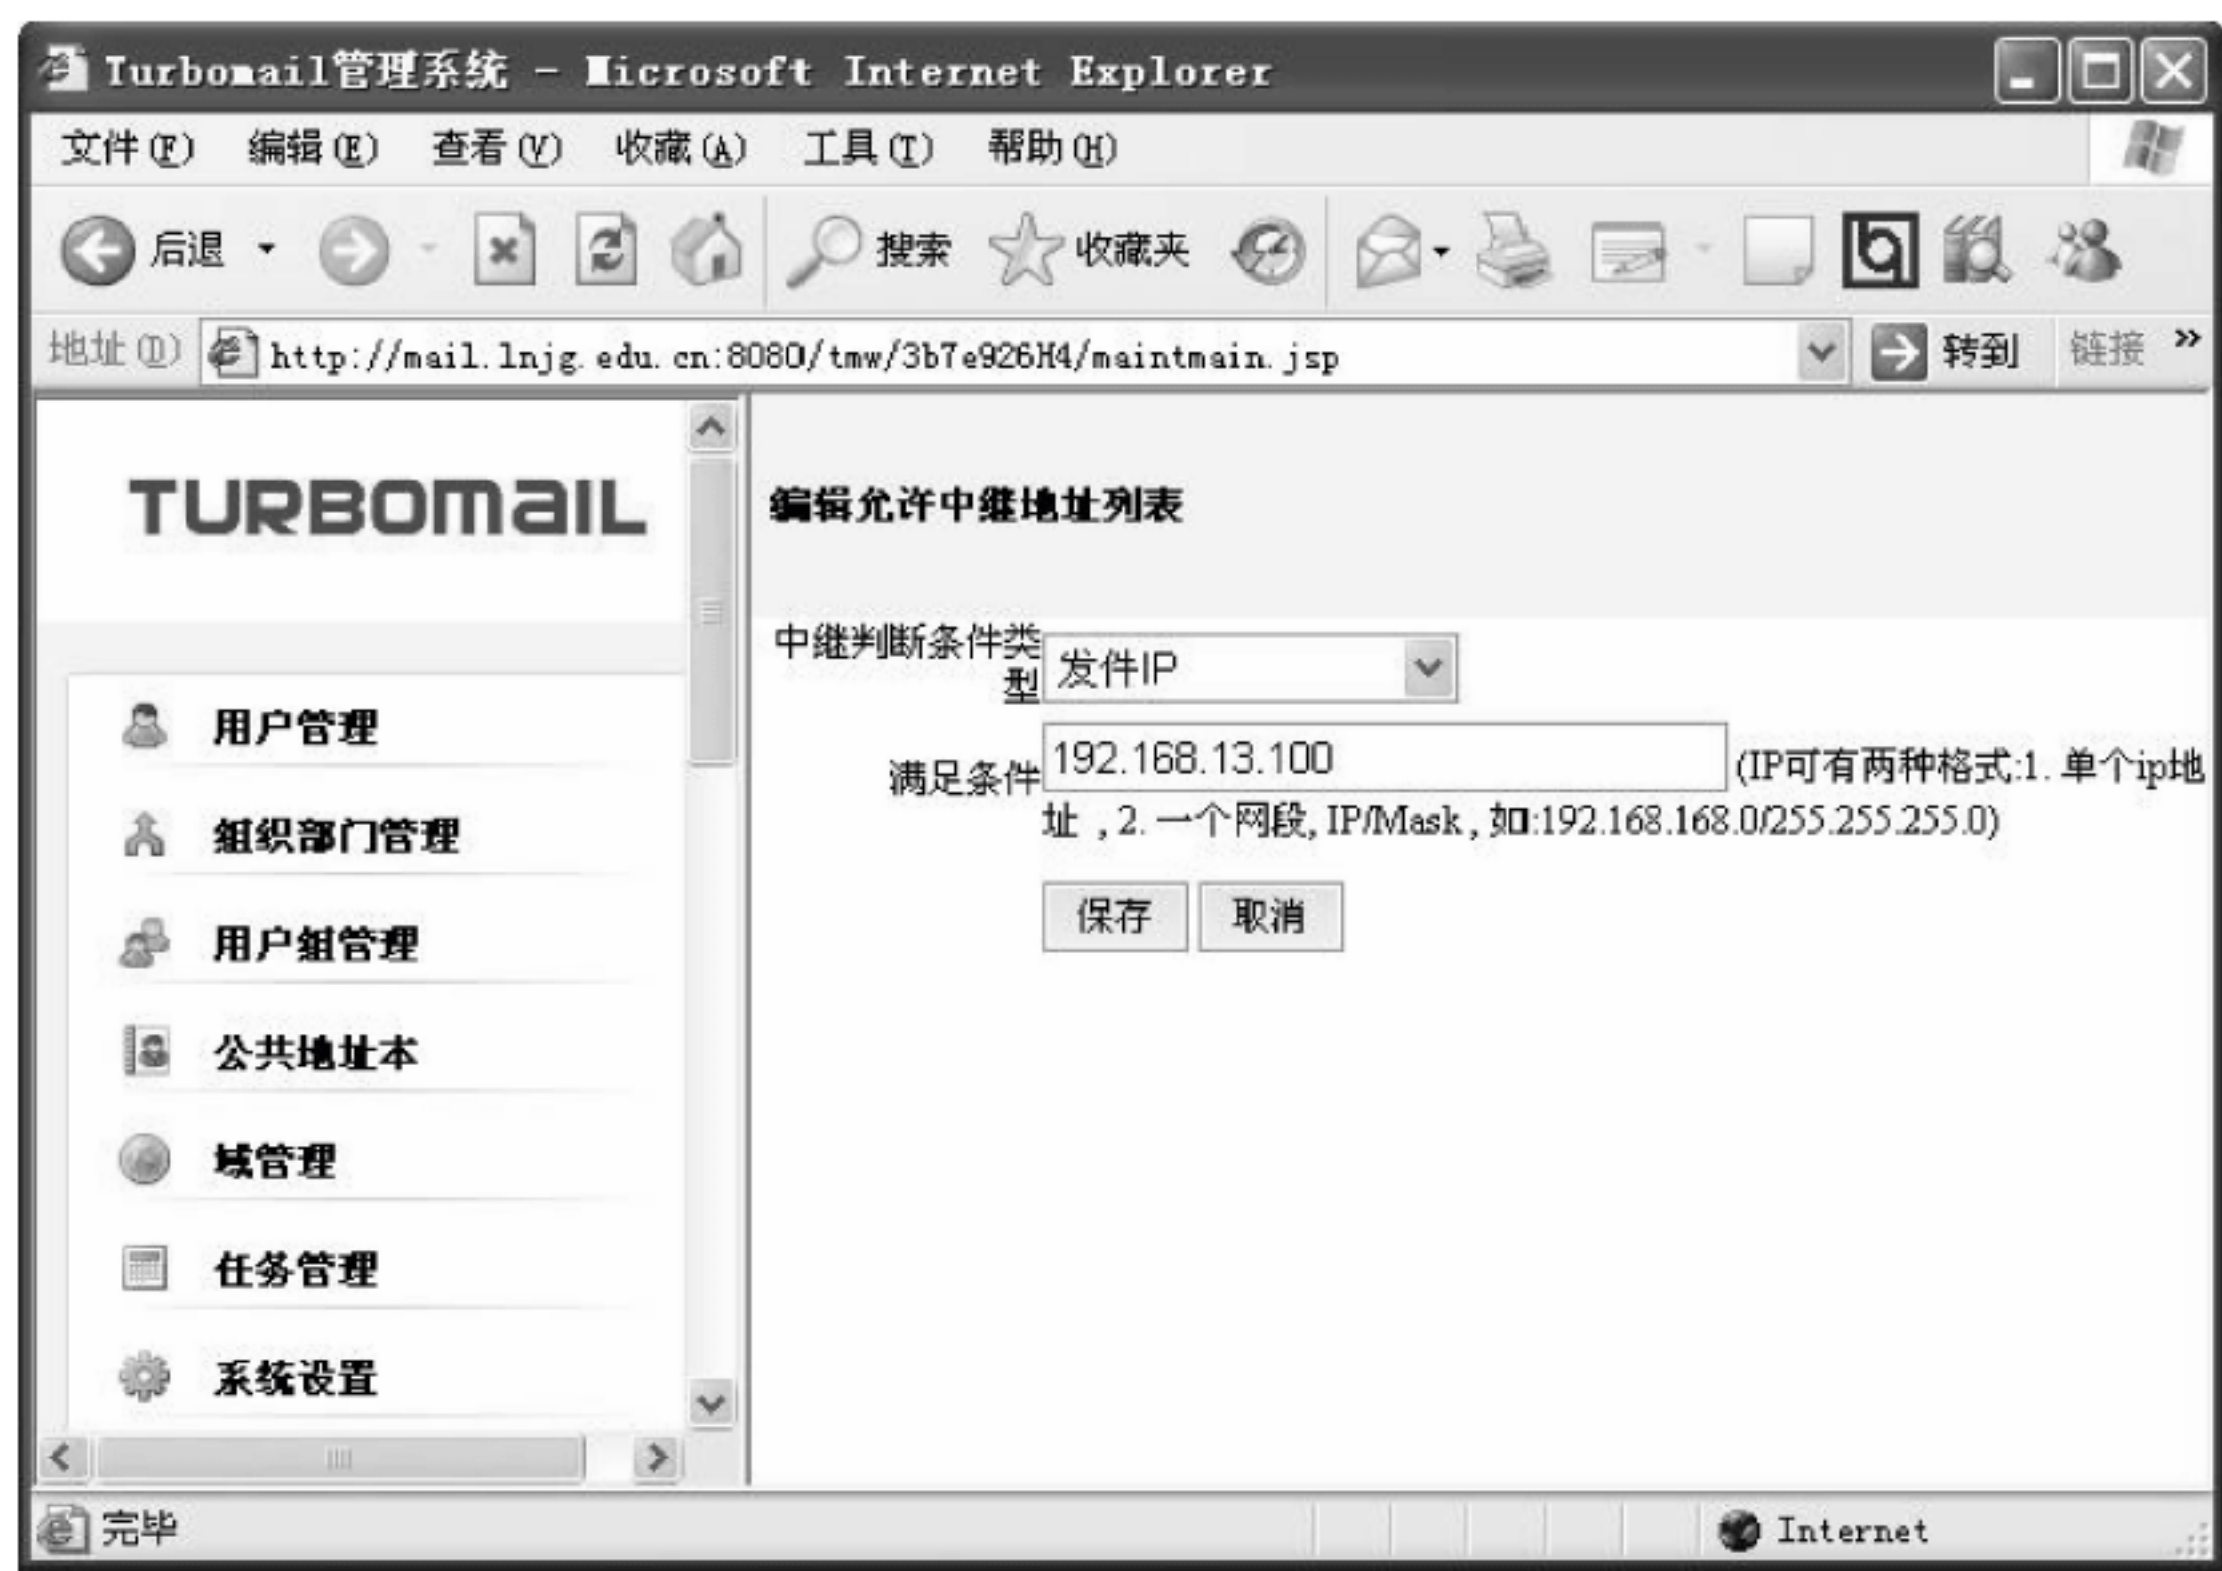 Turbomail管理系统 - Microsoft Internet Explorer
文件(F) 编辑(E) 查看(V) 收藏(A) 工具(T) 帮助(H)
后退 搜索 收藏夹
地址(D) http://mail.lnjg.edu.cn:8080/tmw/3b7e926H4/maintmain.jsp 转到 链接 »
TURBOMAIL
用户管理
组织部门管理
用户组管理
公共地址本
域管理
任务管理
系统设置
编辑允许中继地址列表
中继判断条件类
型 发件IP
满足条件 192.168.13.100 (IP可有两种格式:1. 单个ip地
址 , 2. 一个网段, IP/Mask , 如:192.168.168.0/255.255.255.0)
保存 取消
完毕 Internet